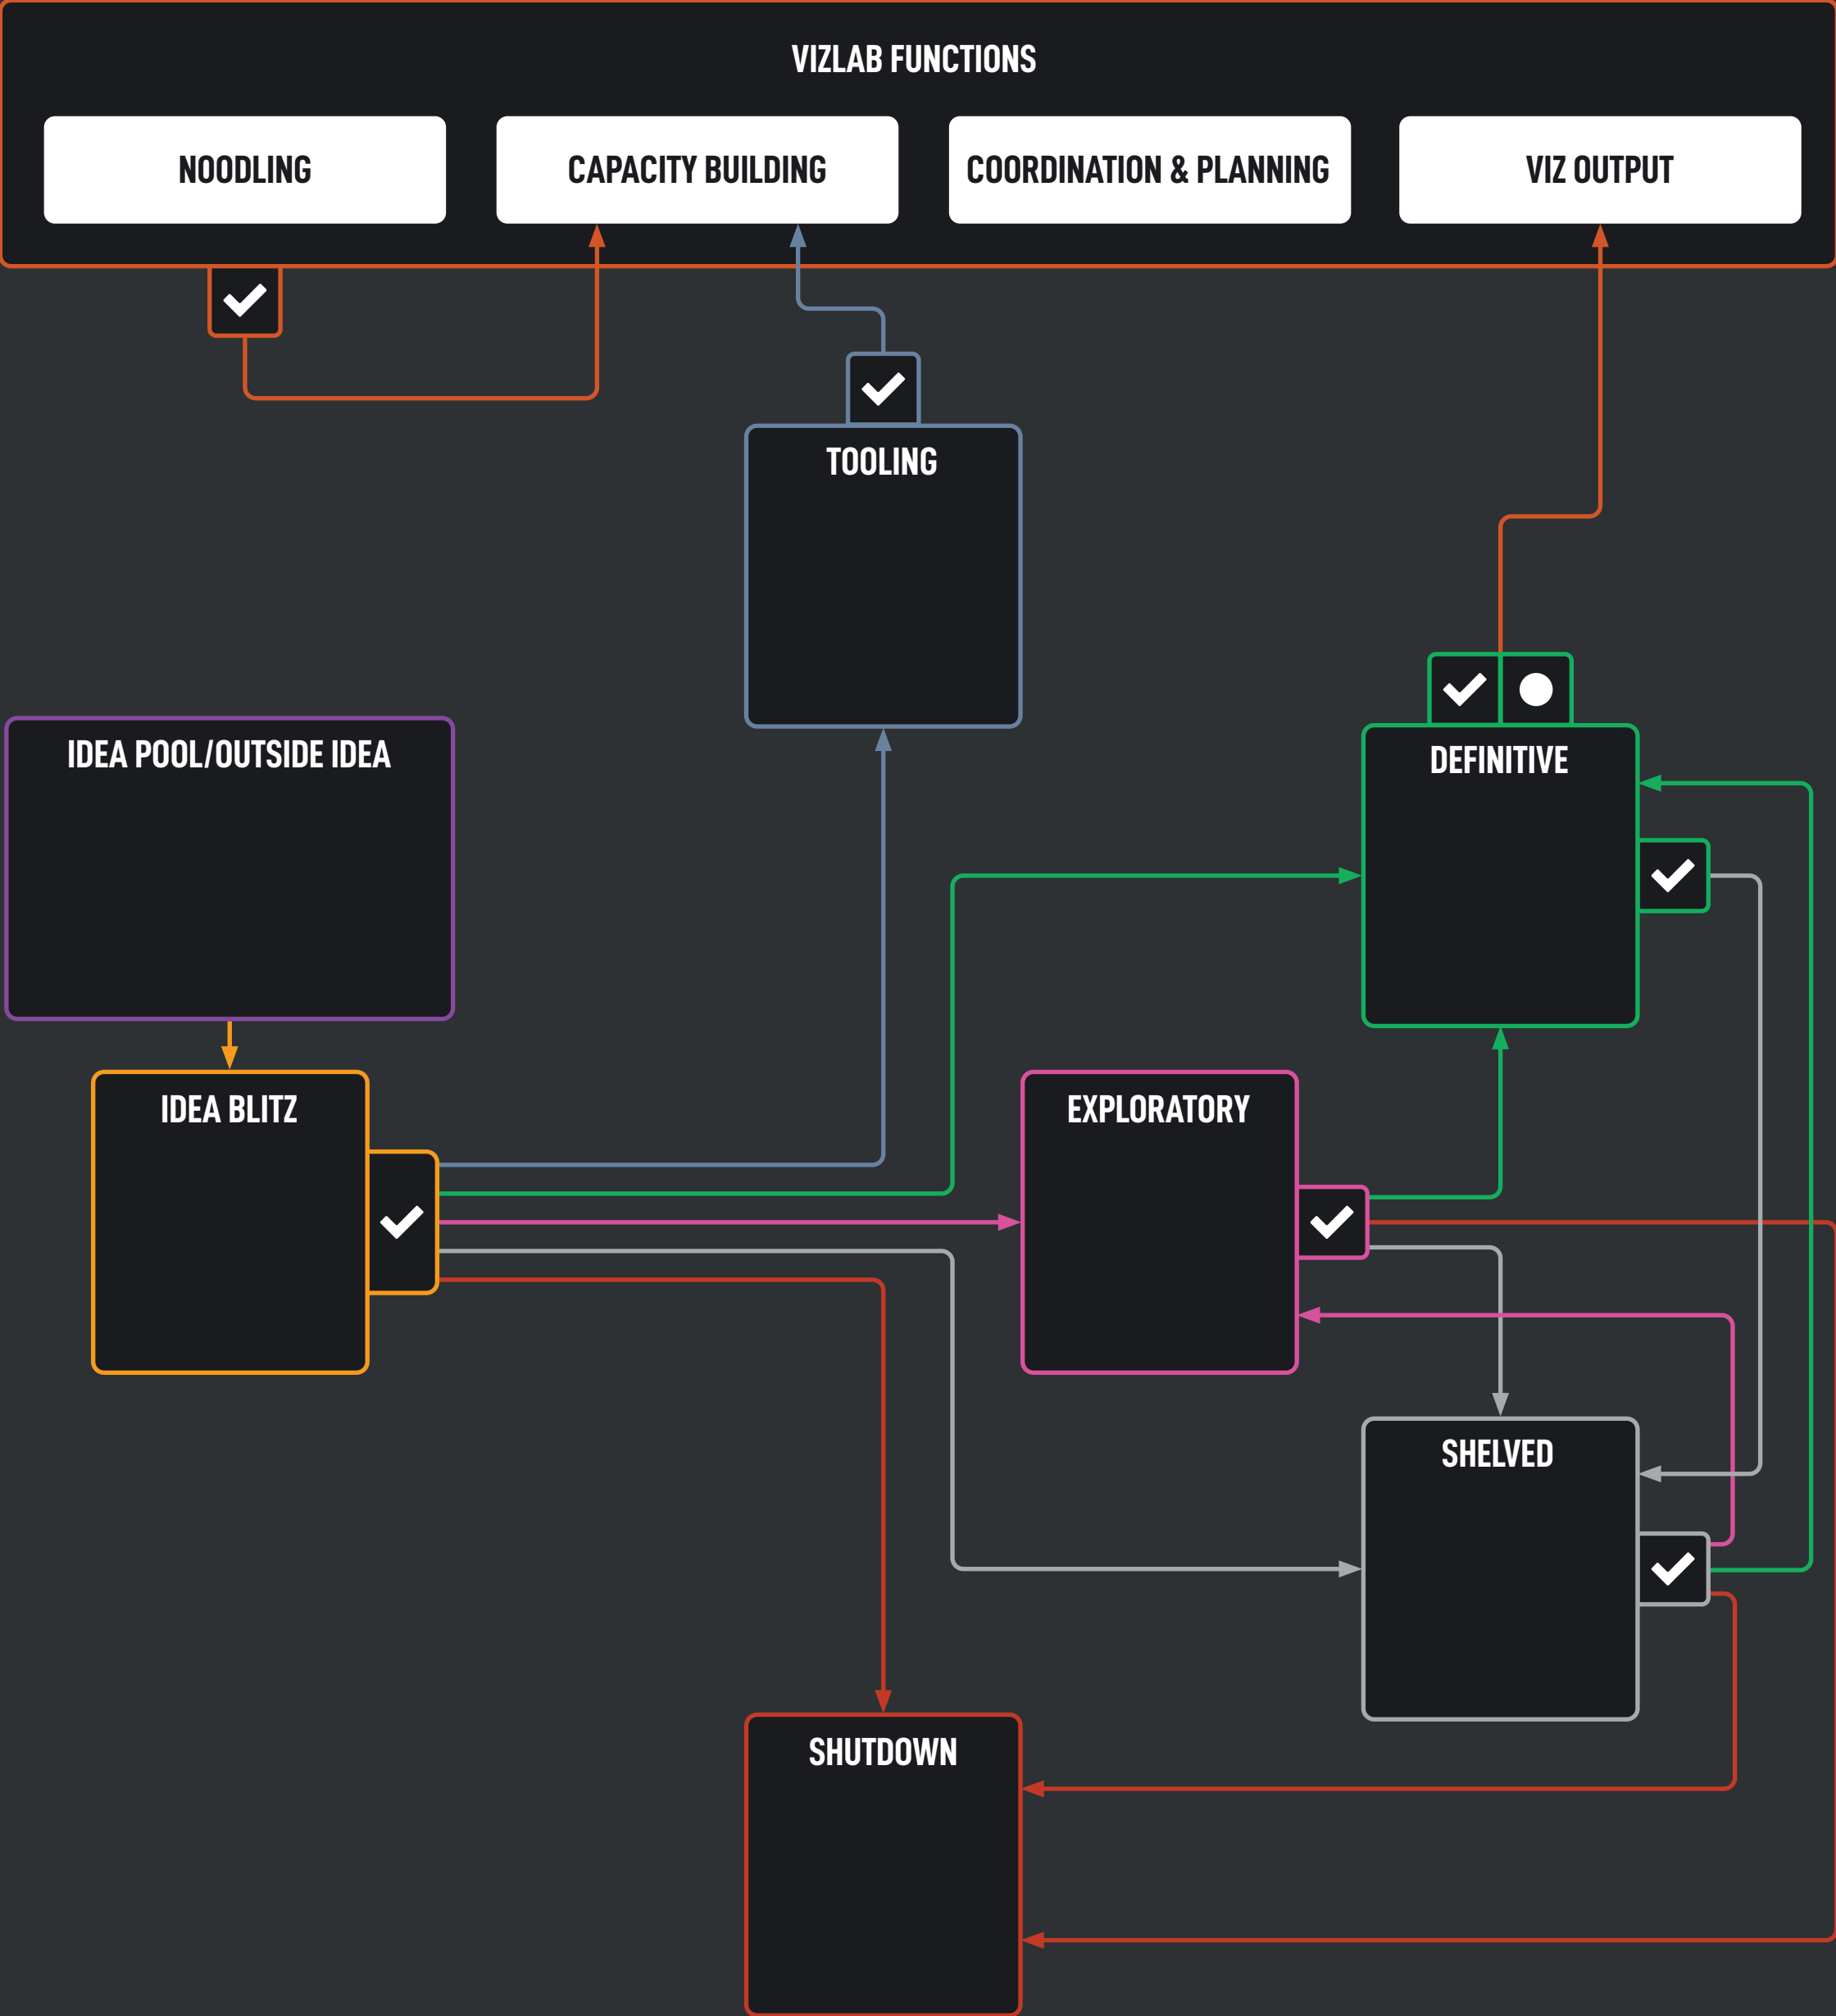 VIZLAB FUNCTIONS
NOODLING
CAPACITY BUILDING
COORDINATION & PLANNING
VIZ OUTPUT
TOOLING
IDEA POOL/OUTSIDE IDEA
DEFINITIVE
IDEA BLITZ
EXPLORATORY
SHELVED
SHUTDOWN